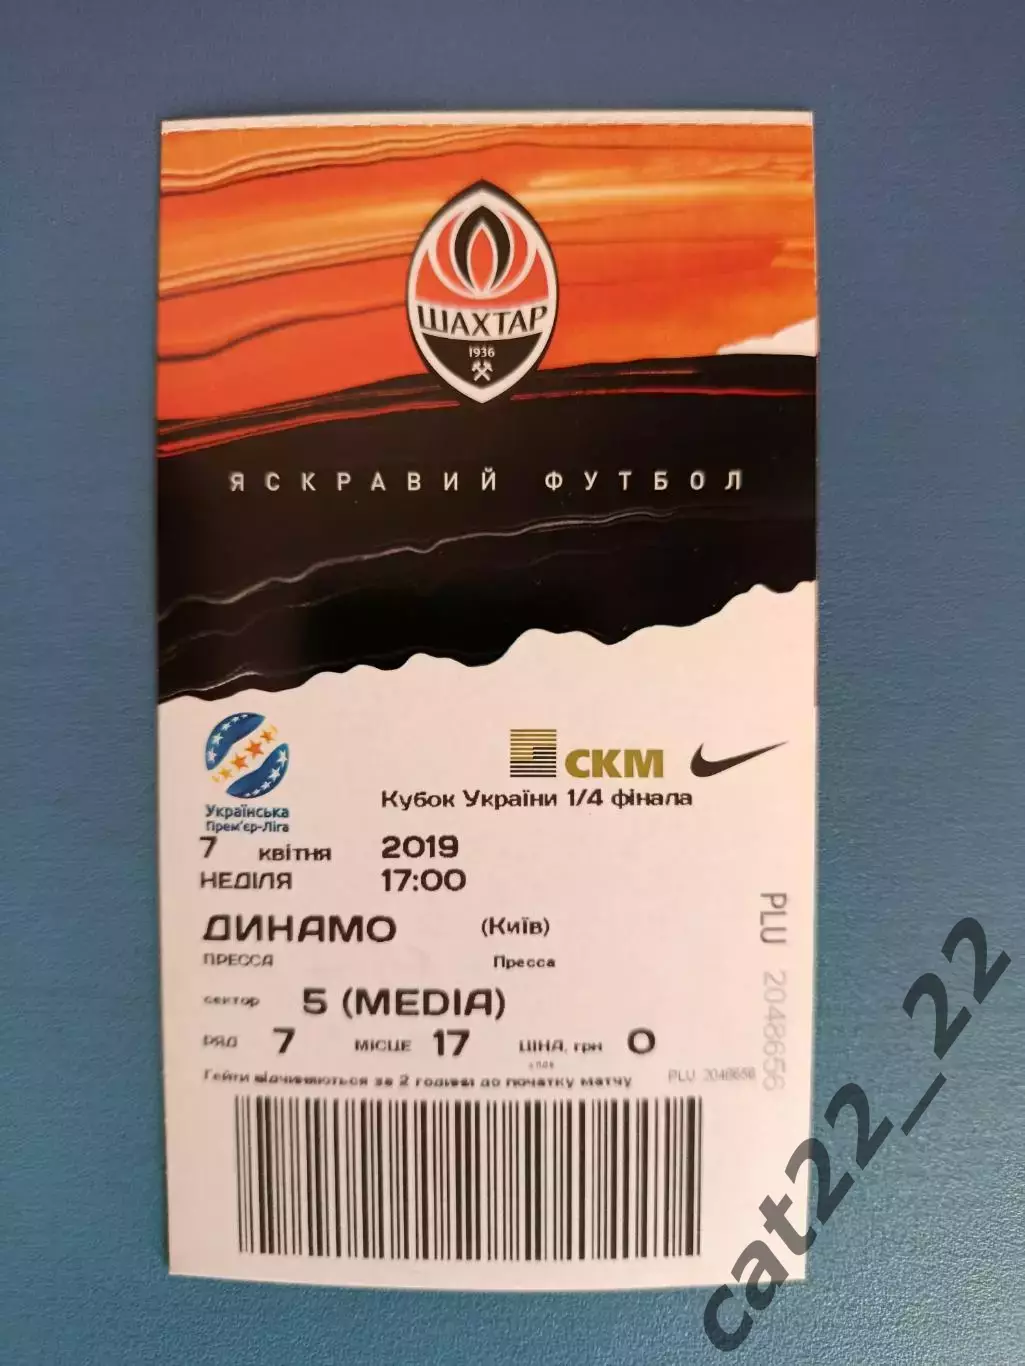 ШАХТАР
1936
ЯСКРАВИЙ ФУТБОЛ
СКМ
Українська
Прем'єр-Ліга
Кубок України 1/4 фінала
7 квітня 2019
НЕДІЛЯ 17:00
ДИНАМО (Київ)
ПРЕССА Пресса
сектор 5 (MEDIA)
РЯД 7 МІСЦЕ 17 ЦІНА, грн 0
Гейти відчиняються за 2 години до початку матчу PLU 2048656
PLU 2048656
cat22_22